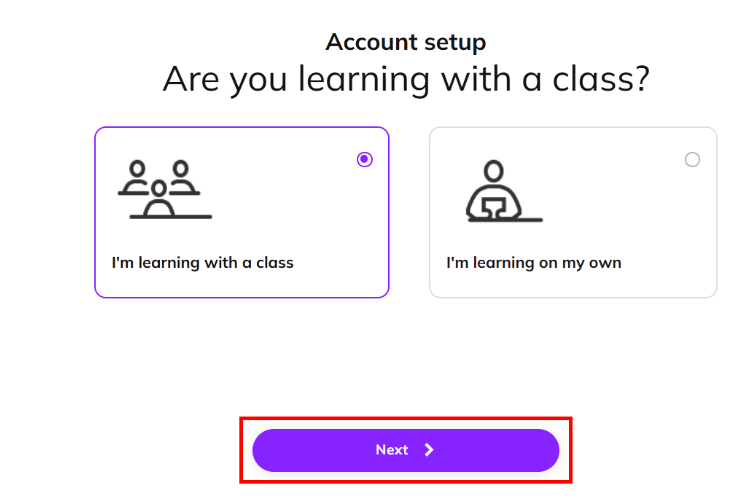 Account setup
Are you learning with a class?
I'm learning with a class
I'm learning on my own
Next